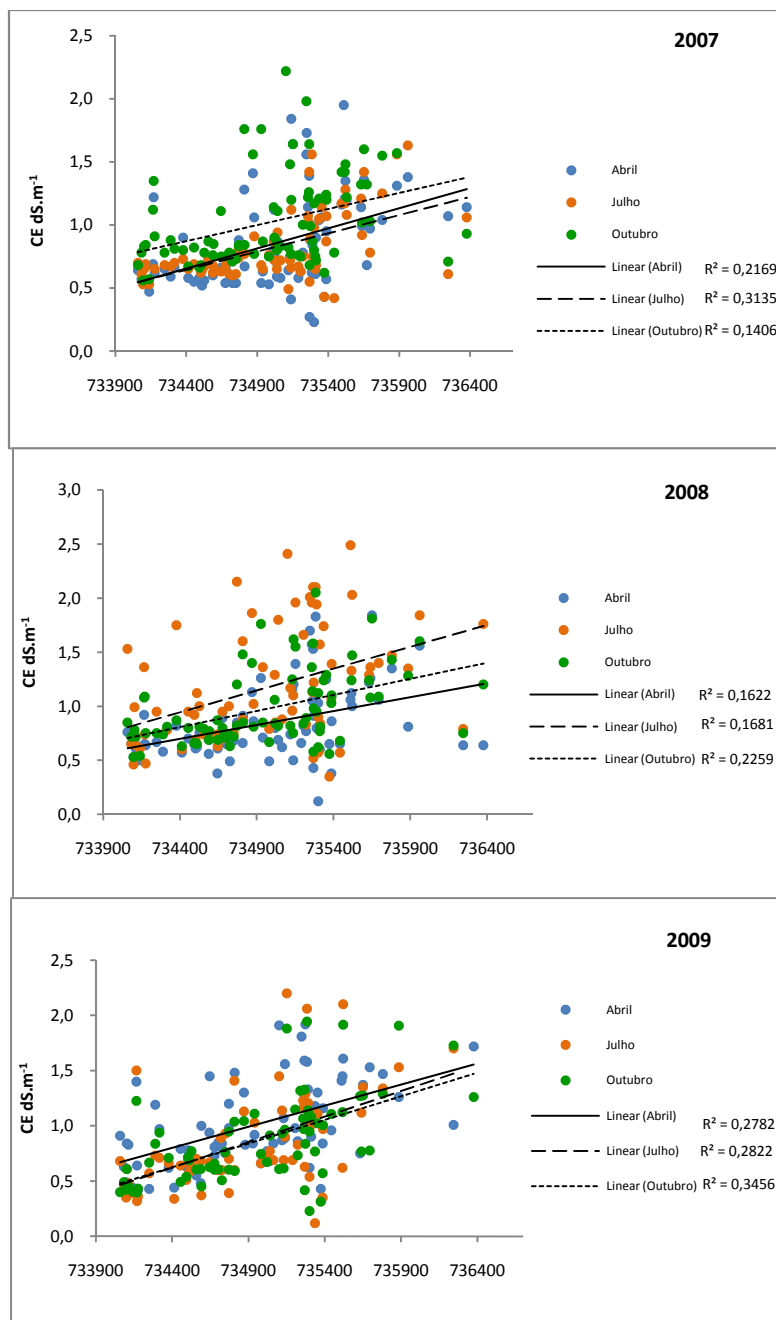 2007
2,5
2,0
1,5
1,0
0,5
0,0
CE dS.m⁻¹
733900 734400 734900 735400 735900 736400
Abril
Julho
Outubro
Linear (Abril) R² = 0,2169
Linear (Julho) R² = 0,3135
Linear (Outubro) R² = 0,1406
2008
3,0
2,5
2,0
1,5
1,0
0,5
0,0
CE dS.m⁻¹
733900 734400 734900 735400 735900 736400
Abril
Julho
Outubro
Linear (Abril) R² = 0,1622
Linear (Julho) R² = 0,1681
Linear (Outubro) R² = 0,2259
2009
2,5
2,0
1,5
1,0
0,5
0,0
CE dS.m⁻¹
733900 734400 734900 735400 735900 736400
Abril
Julho
Outubro
Linear (Abril) R² = 0,2782
Linear (Julho) R² = 0,2822
Linear (Outubro) R² = 0,3456